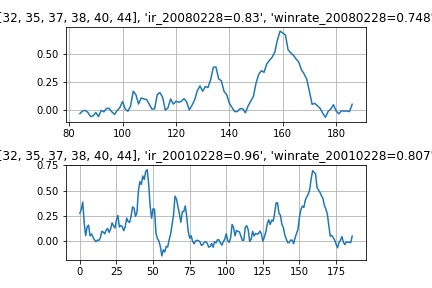 [32, 35, 37, 38, 40, 44], 'ir_20080228=0.83', 'winrate_20080228=0.748'
0.50
0.25
0.00
80 100 120 140 160 180
[32, 35, 37, 38, 40, 44], 'ir_20010228=0.96', 'winrate_20010228=0.807'
0.75
0.50
0.25
0.00
0 25 50 75 100 125 150 175